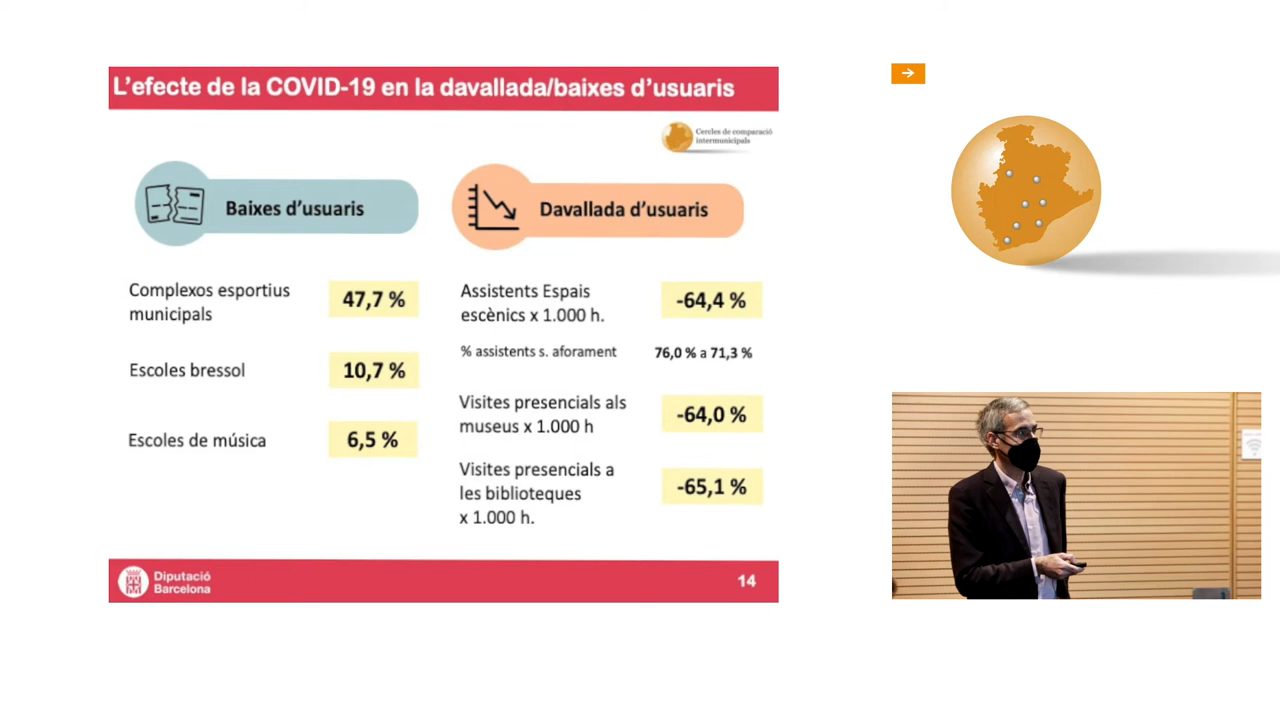 L'efecte de la COVID-19 en la davallada/baixes d'usuaris
Cercles de comparació
intermunicipals
Baixes d'usuaris
Complexos esportius
municipals
47,7 %
Escoles bressol
10,7 %
Escoles de música
6,5 %
Davallada d'usuaris
Assistents Espais
escènics x 1.000 h.
-64,4 %
% assistents s. aforament
76,0 % a 71,3 %
Visites presencials als
museus x 1.000 h
-64,0 %
Visites presencials a
les biblioteques
x 1.000 h.
-65,1 %
Diputació
Barcelona
14